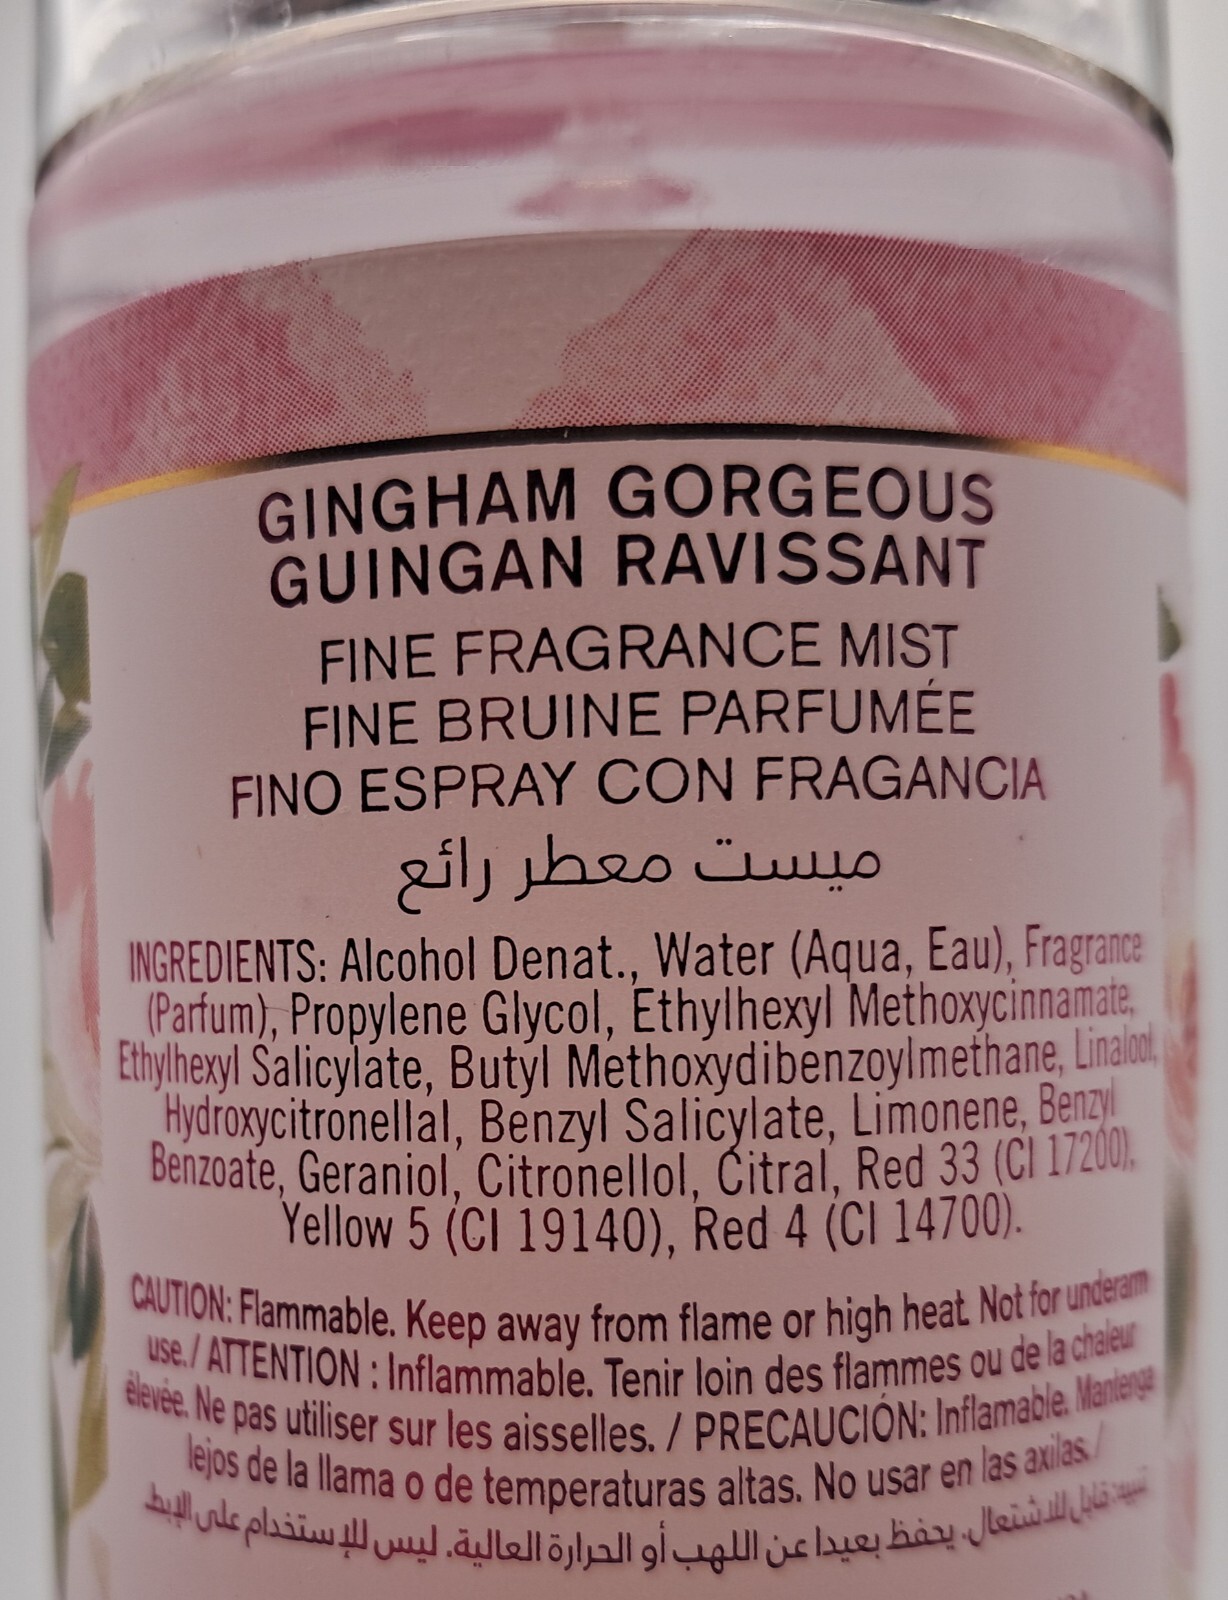 GINGHAM GORGEOUS
GUINGAN RAVISSANT
FINE FRAGRANCE MIST
FINE BRUINE PARFUMÉE
FINO ESPRAY CON FRAGANCIA
ميست معطر رائع
INGREDIENTS: Alcohol Denat., Water (Aqua, Eau), Fragrance
(Parfum), Propylene Glycol, Ethylhexyl Methoxycinnamate,
Ethylhexyl Salicylate, Butyl Methoxydibenzoylmethane, Linalool,
Hydroxycitronellal, Benzyl Salicylate, Limonene, Benzyl
Benzoate, Geraniol, Citronellol, Citral, Red 33 (CI 17200),
Yellow 5 (CI 19140), Red 4 (CI 14700).
CAUTION: Flammable. Keep away from flame or high heat. Not for underarm
use. / ATTENTION : Inflammable. Tenir loin des flammes ou de la chaleur
élevée. Ne pas utiliser sur les aisselles. / PRECAUCIÓN: Inflamable. Mantenga
lejos de la llama o de temperaturas altas. No usar en las axilas. /
تنبيه: قابل للاشتعال. يحفظ بعيدا عن اللهب أو الحرارة العالية. ليس للإستخدام على الإبط